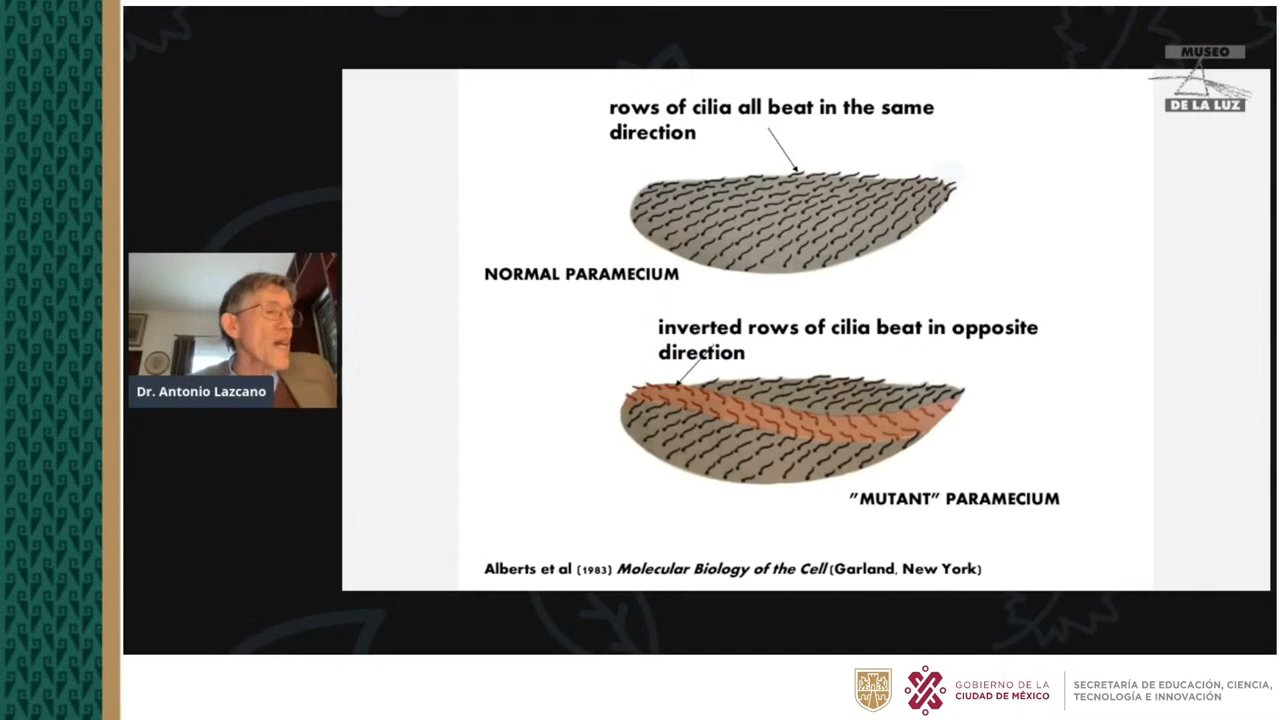 MUSEO
DE LA LUZ
rows of cilia all beat in the same
direction
NORMAL PARAMECIUM
inverted rows of cilia beat in opposite
direction
Dr. Antonio Lazcano
"MUTANT" PARAMECIUM
Alberts et al (1983) Molecular Biology of the Cell (Garland, New York)
GOBIERNO DE LA
CIUDAD DE MÉXICO
SECRETARÍA DE EDUCACIÓN, CIENCIA,
TECNOLOGÍA E INNOVACIÓN